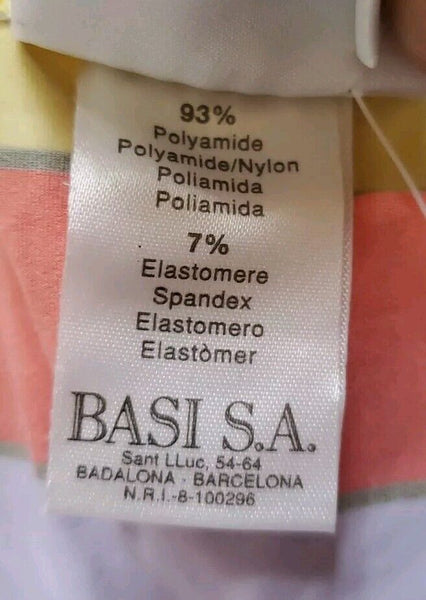 93%
Polyamide
Polyamide/Nylon
Poliamida
Poliamida
7%
Elastomere
Spandex
Elastomero
Elastòmer
BASI S.A.
Sant LLuc, 54-64
BADALONA · BARCELONA
N.R.I.-8-100296